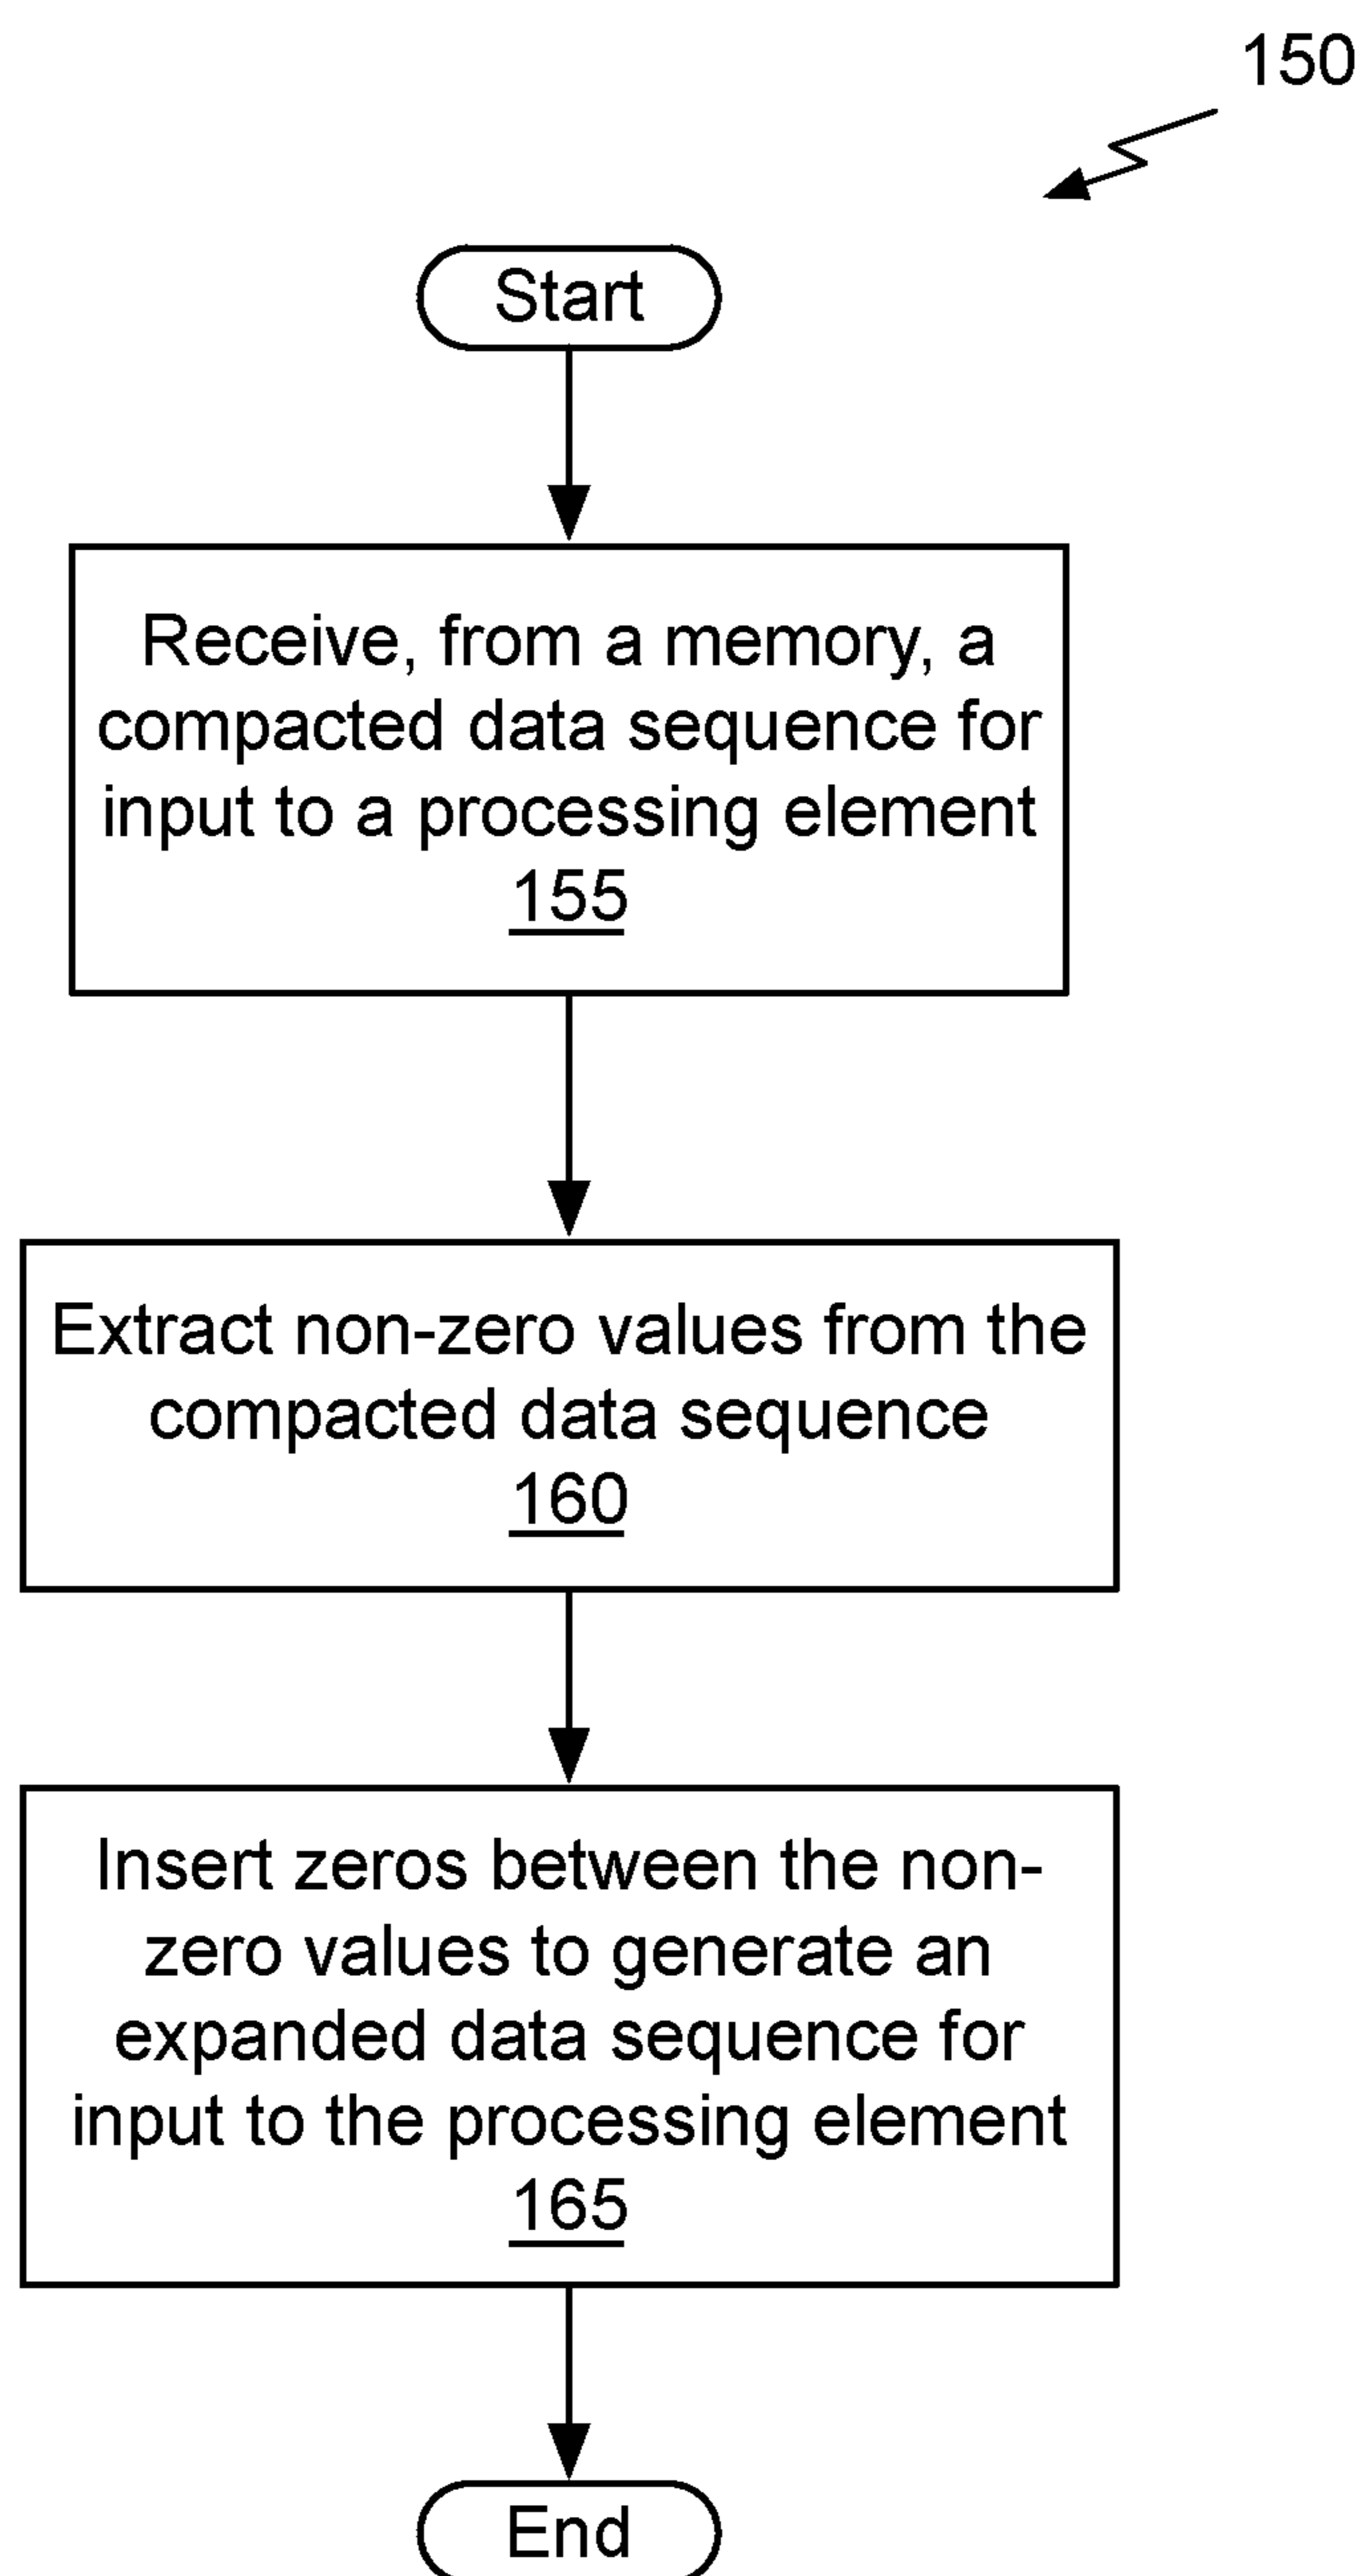 150
Start
Receive, from a memory, a
compacted data sequence for
input to a processing element
155
Extract non-zero values from the
compacted data sequence
160
Insert zeros between the non-
zero values to generate an
expanded data sequence for
input to the processing element
165
End